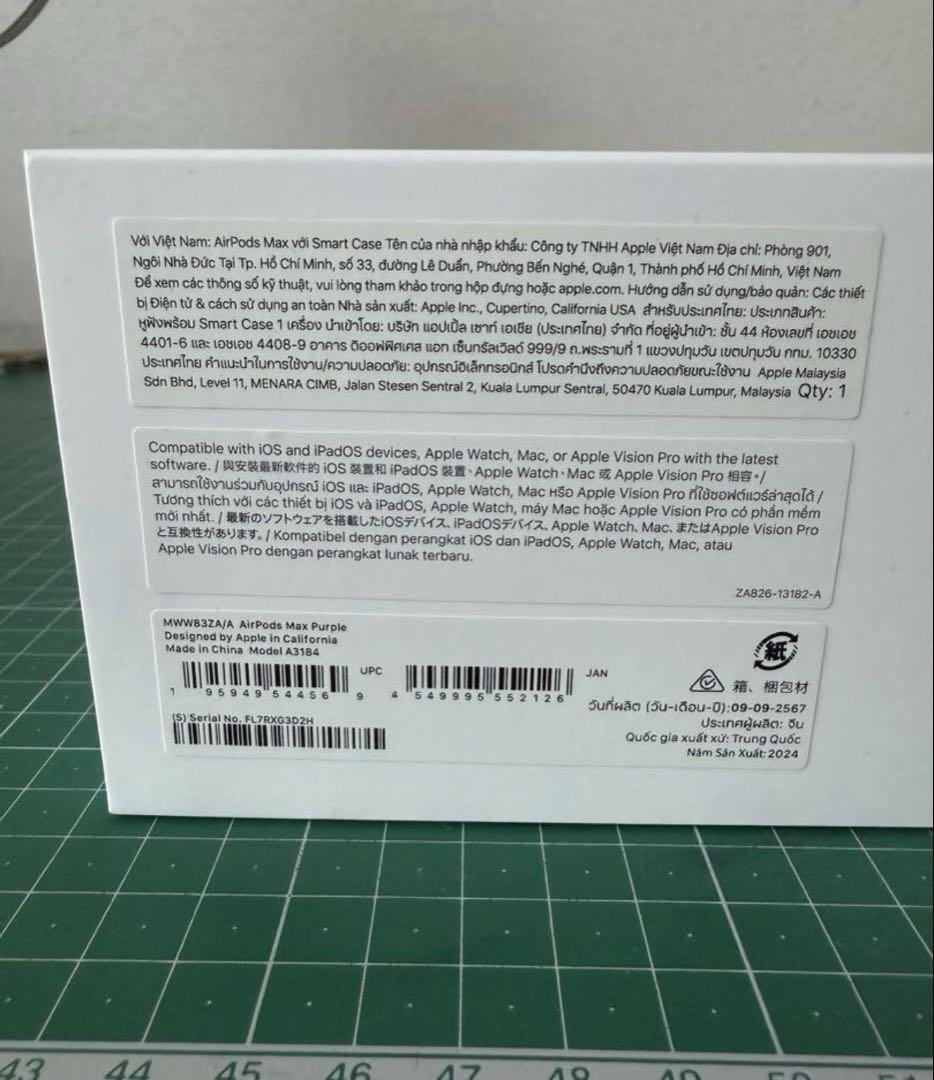 Với Việt Nam: AirPods Max với Smart Case Tên của nhà nhập khẩu: Công ty TNHH Apple Việt Nam Địa chỉ: Phòng 901,
Ngôi Nhà Đức Tại Tp. Hồ Chí Minh, số 33, đường Lê Duẩn, Phường Bến Nghé, Quận 1, Thành phố Hồ Chí Minh, Việt Nam
Để xem các thông số kỹ thuật, vui lòng tham khảo trong hộp đựng hoặc apple.com. Hướng dẫn sử dụng/bảo quản: Các thiết
bị Điện tử & cách sử dụng an toàn Nhà sản xuất: Apple Inc., Cupertino, California USA สำหรับประเทศไทย: ประเภทสินค้า:
หูฟังพร้อม Smart Case 1 เครื่อง นำเข้าโดย: บริษัท แอปเปิ้ล เซาท์ เอเชีย (ประเทศไทย) จำกัด ที่อยู่ผู้นำเข้า: ชั้น 44 ห้องเลขที่ เอชเอช
4401-6 และ เอชเอช 4408-9 อาคาร ดิออฟฟิศเศส แอท เซ็นทรัลเวิลด์ 999/9 ถ.พระรามที่ 1 แขวงปทุมวัน เขตปทุมวัน กทม. 10330
ประเทศไทย คำแนะนำในการใช้งาน/ความปลอดภัย: อุปกรณ์อิเล็กทรอนิกส์ โปรดคำนึงถึงความปลอดภัยขณะใช้งาน Apple Malaysia
Sdn Bhd, Level 11, MENARA CIMB, Jalan Stesen Sentral 2, Kuala Lumpur Sentral, 50470 Kuala Lumpur, Malaysia Qty: 1
Compatible with iOS and iPadOS devices, Apple Watch, Mac, or Apple Vision Pro with the latest
software. / 與安裝最新軟件的 iOS 裝置和 iPadOS 裝置、Apple Watch、Mac 或 Apple Vision Pro 相容。/
สามารถใช้งานร่วมกับอุปกรณ์ iOS และ iPadOS, Apple Watch, Mac หรือ Apple Vision Pro ที่ใช้ซอฟต์แวร์ล่าสุดได้ /
Tương thích với các thiết bị iOS và iPadOS, Apple Watch, máy Mac hoặc Apple Vision Pro có phần mềm
mới nhất. / 最新のソフトウェアを搭載したiOSデバイス、iPadOSデバイス、Apple Watch、Mac、またはApple Vision Pro
と互換性があります。/ Kompatibel dengan perangkat iOS dan iPadOS, Apple Watch, Mac, atau
Apple Vision Pro dengan perangkat lunak terbaru.
ZA826-13182-A
MWW83ZA/A AirPods Max Purple
Designed by Apple in California
Made in China Model A3184
UPC
1 95949 54456 9
JAN
4 549995 552126
(S) Serial No. FL7RXG3D2H
紙
箱、梱包材
วันที่ผลิต (วัน-เดือน-ปี):09-09-2567
ประเทศผู้ผลิต: จีน
Quốc gia xuất xứ: Trung Quốc
Năm Sản Xuất: 2024
43 44 45 46 47 48 49 50 51